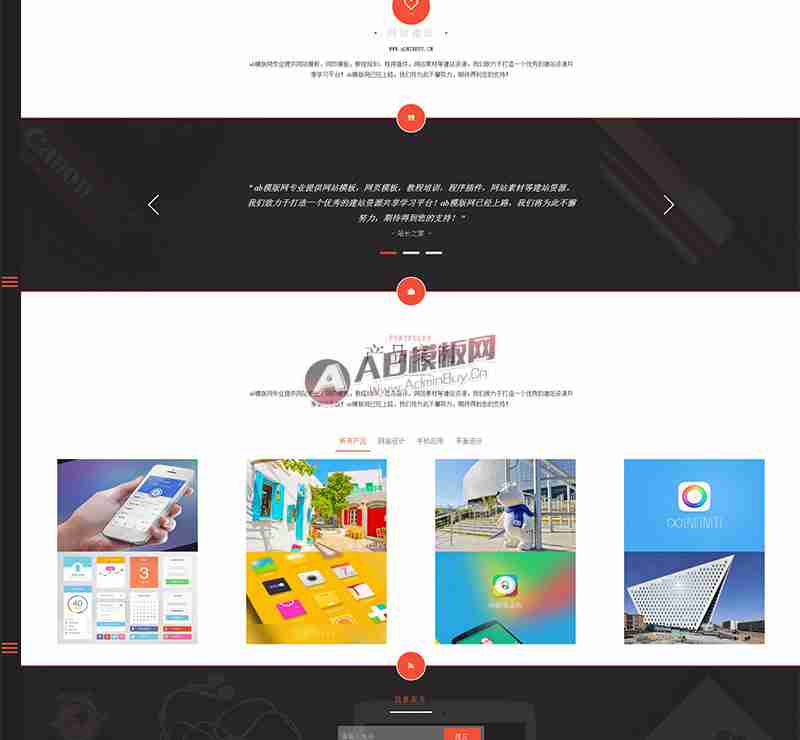 网站建设
WWW.ADMINBUY.CN
ab模版网专业提供网站模板，网页模板，教程培训，程序插件，网站素材等建站资源，我们致力于打造一个优秀的建站资源共
享学习平台！ab模版网已经上路，我们将为此不懈努力，期待得到您的支持！
Canon
" ab模版网专业提供网站模板，网页模板，教程培训，程序插件，网站素材等建站资源，
我们致力于打造一个优秀的建站资源共享学习平台！ab模版网已经上路，我们将为此不懈
努力，期待得到您的支持！"
- 站长之家 -
PORTFOLIO
产品
AB模板网
Www.AdminBuy.Cn
ab模版网专业提供网站模板，网页模板，教程培训，程序插件，网站素材等建站资源，我们致力于打造一个优秀的建站资源共
享学习平台！ab模版网已经上路，我们将为此不懈努力，期待得到您的支持！
所有产品 网站设计 手机应用 平面设计
3
40